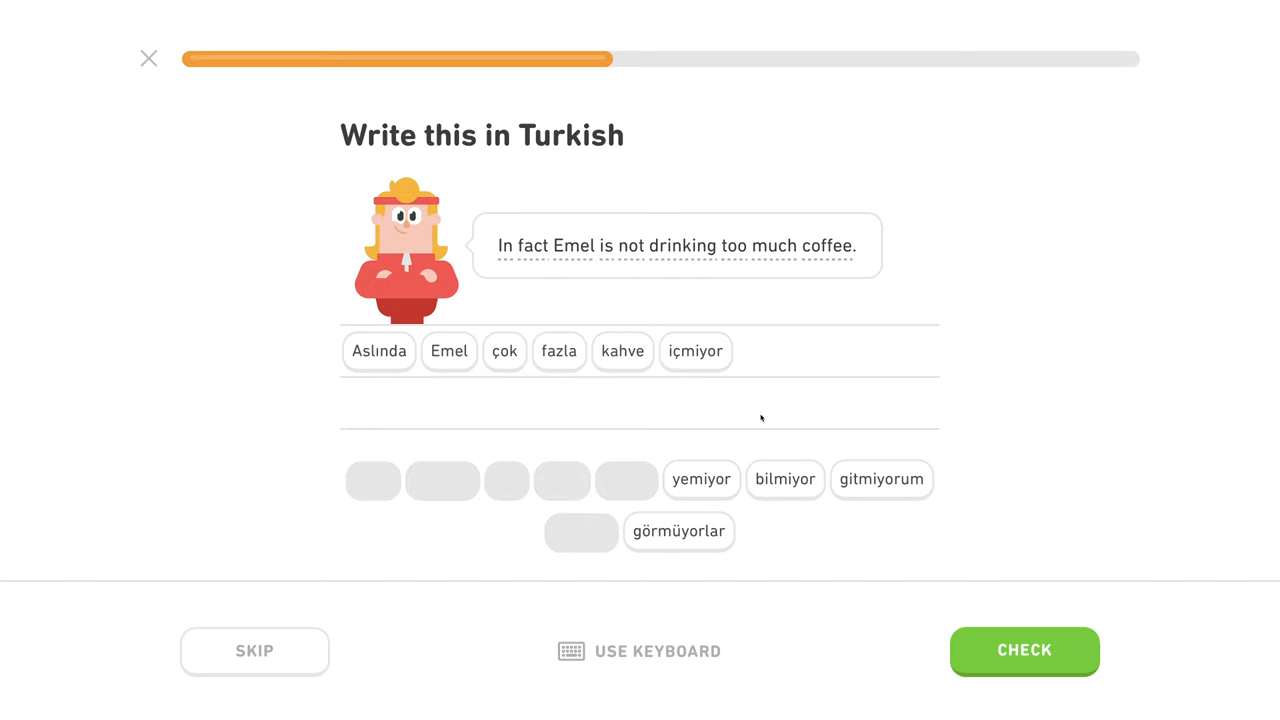 Write this in Turkish
In fact Emel is not drinking too much coffee.
Aslında Emel çok fazla kahve içmiyor
yemiyor bilmiyor gitmiyorum
görmüyorlar
SKIP USE KEYBOARD CHECK